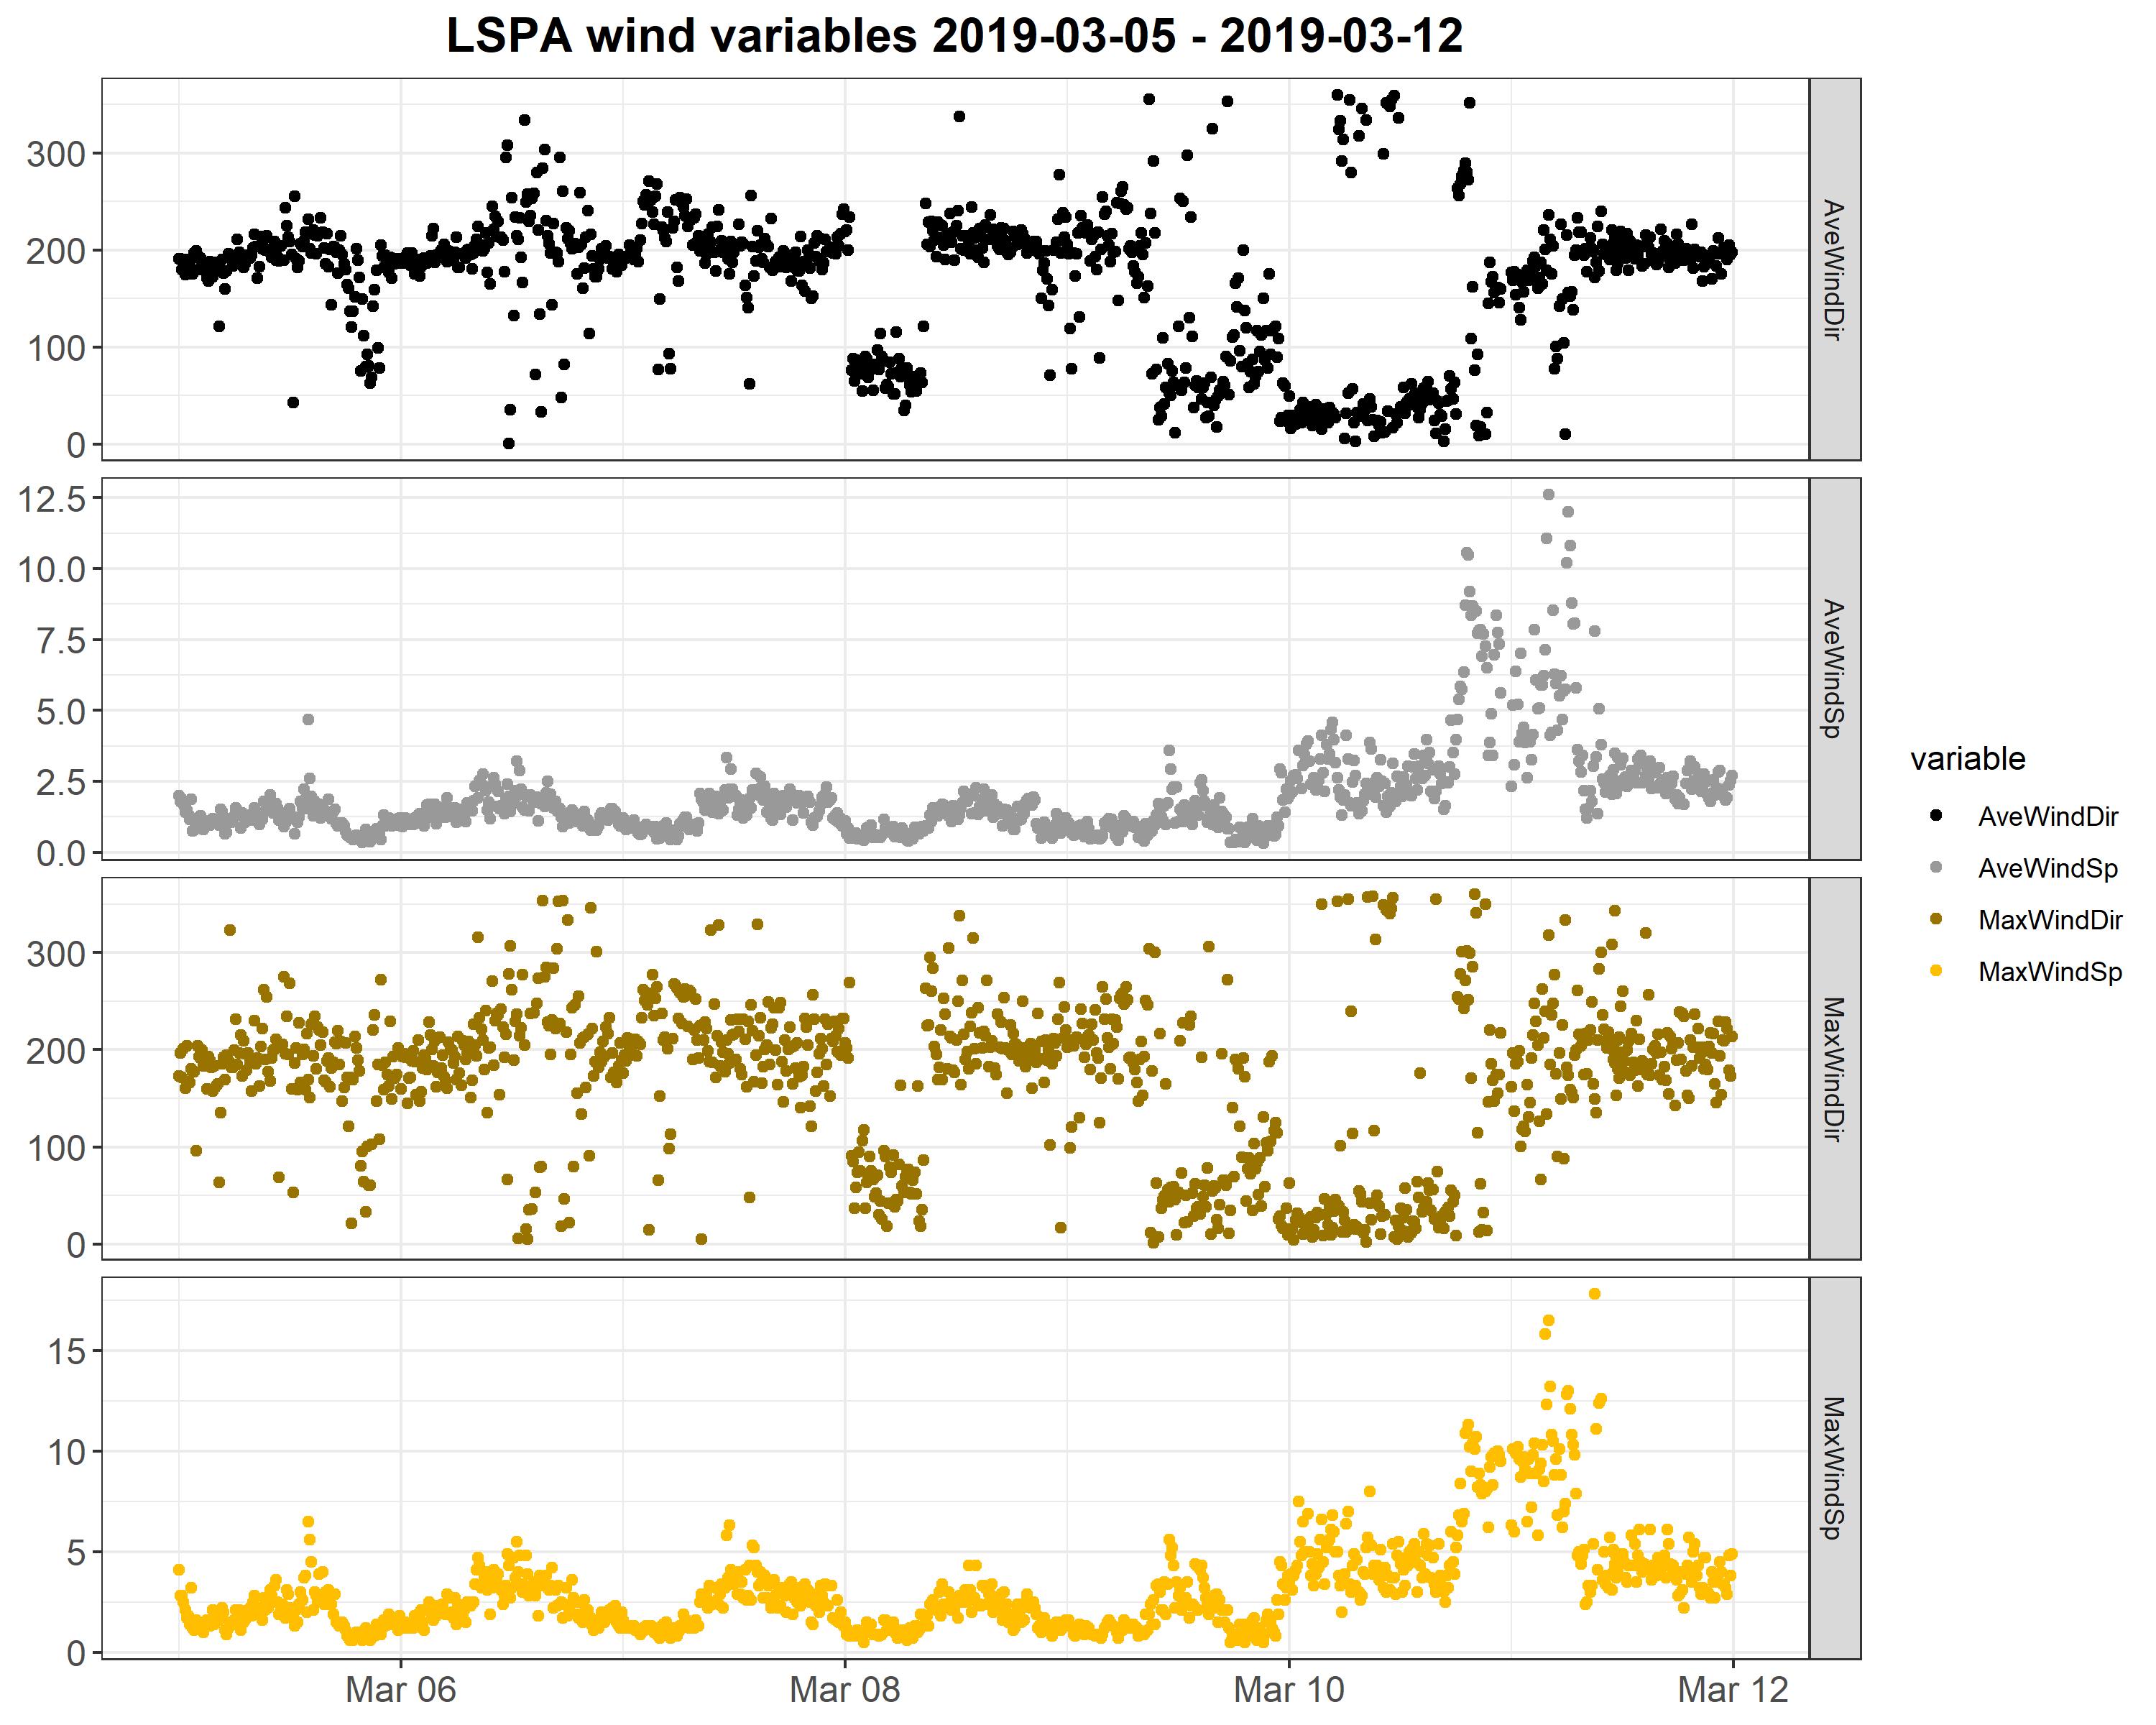 LSPA wind variables 2019-03-05 - 2019-03-12
300
200
100
0
AveWindDir
12.5
10.0
7.5
5.0
2.5
0.0
AveWindSp
300
200
100
0
MaxWindDir
15
10
5
0
MaxWindSp
Mar 06
Mar 08
Mar 10
Mar 12
variable
AveWindDir
AveWindSp
MaxWindDir
MaxWindSp